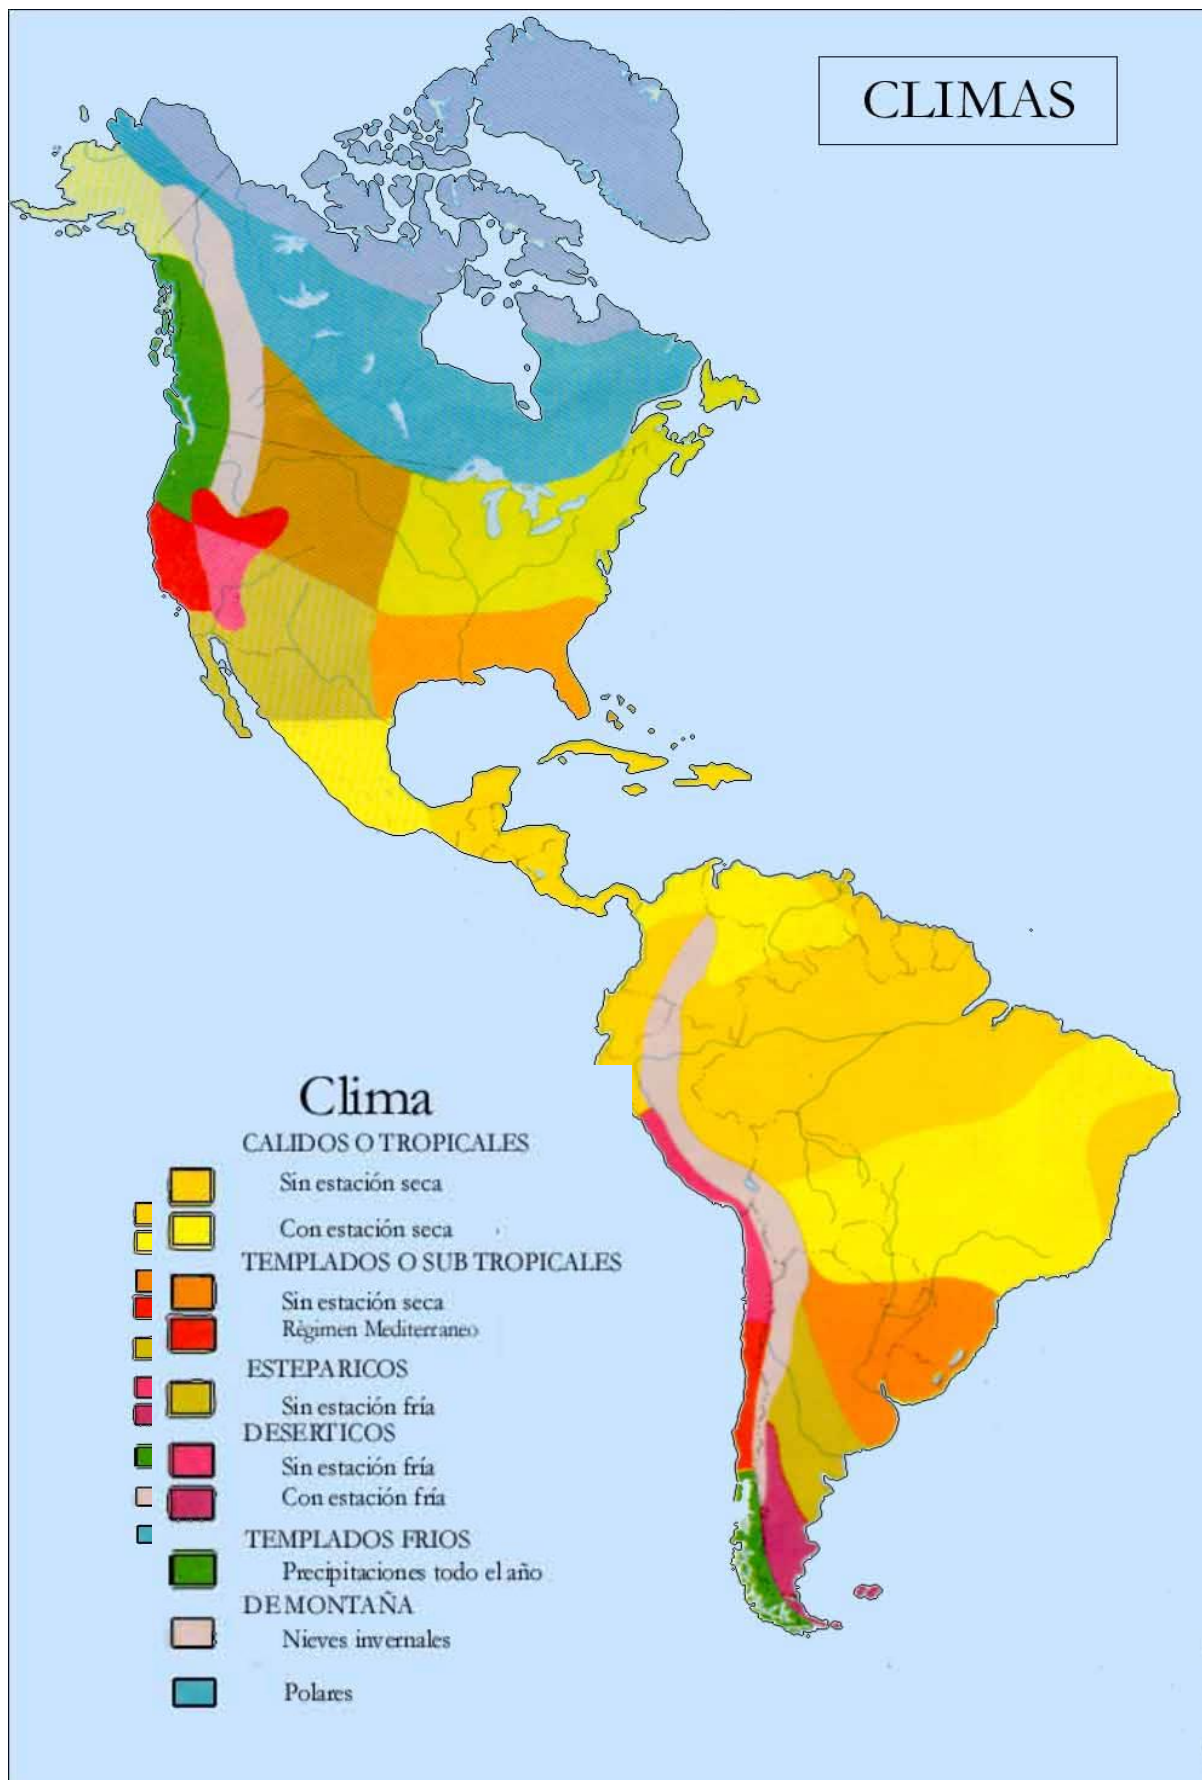 CLIMAS
Clima
CALIDOS O TROPICALES
Sin estación seca
Con estación seca
TEMPLADOS O SUB TROPICALES
Sin estación seca
Règimen Mediterraneo
ESTEPARICOS
Sin estación fría
DESERTICOS
Sin estación fría
Con estación fría
TEMPLADOS FRIOS
Precipitaciones todo el año
DE MONTAÑA
Nieves invernales
Polares